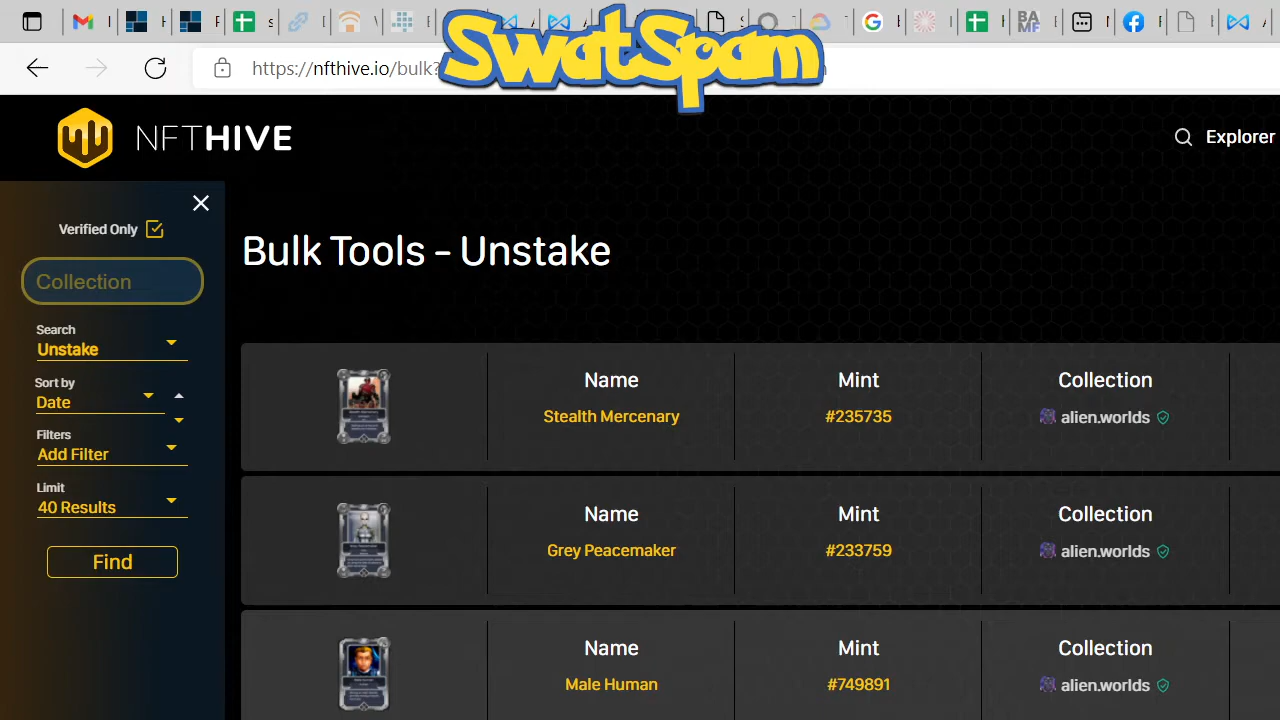 SwatSpam
https://nfthive.io/bulk?
NFTHIVE
Explorer
Verified Only
Collection
Search
Unstake
Sort by
Date
Filters
Add Filter
Limit
40 Results
Find
Bulk Tools - Unstake
Name
Mint
Collection
Stealth Mercenary
#235735
alien.worlds
Name
Mint
Collection
Grey Peacemaker
#233759
alien.worlds
Name
Mint
Collection
Male Human
#749891
alien.worlds